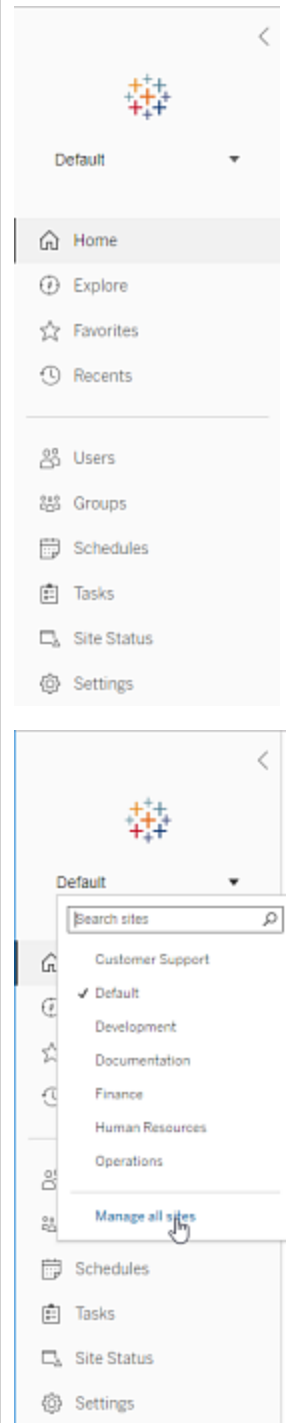 Default
Home
Explore
Favorites
Recents
Users
Groups
Schedules
Tasks
Site Status
Settings
Default
Search sites
Customer Support
Default
Development
Documentation
Finance
Human Resources
Operations
Manage all sites
Schedules
Tasks
Site Status
Settings